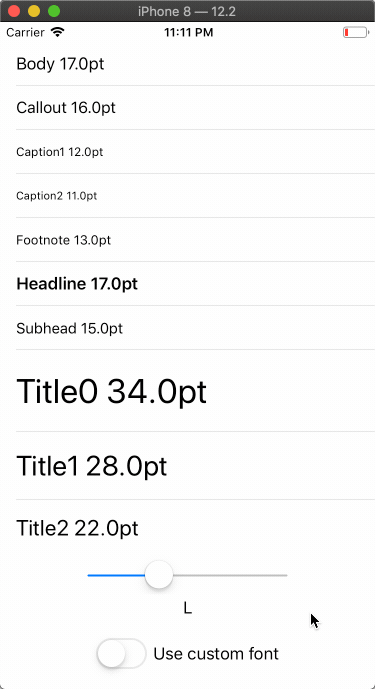 iPhone 8 — 12.2
Carrier 11:11 PM
Body 17.0pt
Callout 16.0pt
Caption1 12.0pt
Caption2 11.0pt
Footnote 13.0pt
Headline 17.0pt
Subhead 15.0pt
Title0 34.0pt
Title1 28.0pt
Title2 22.0pt
L
Use custom font